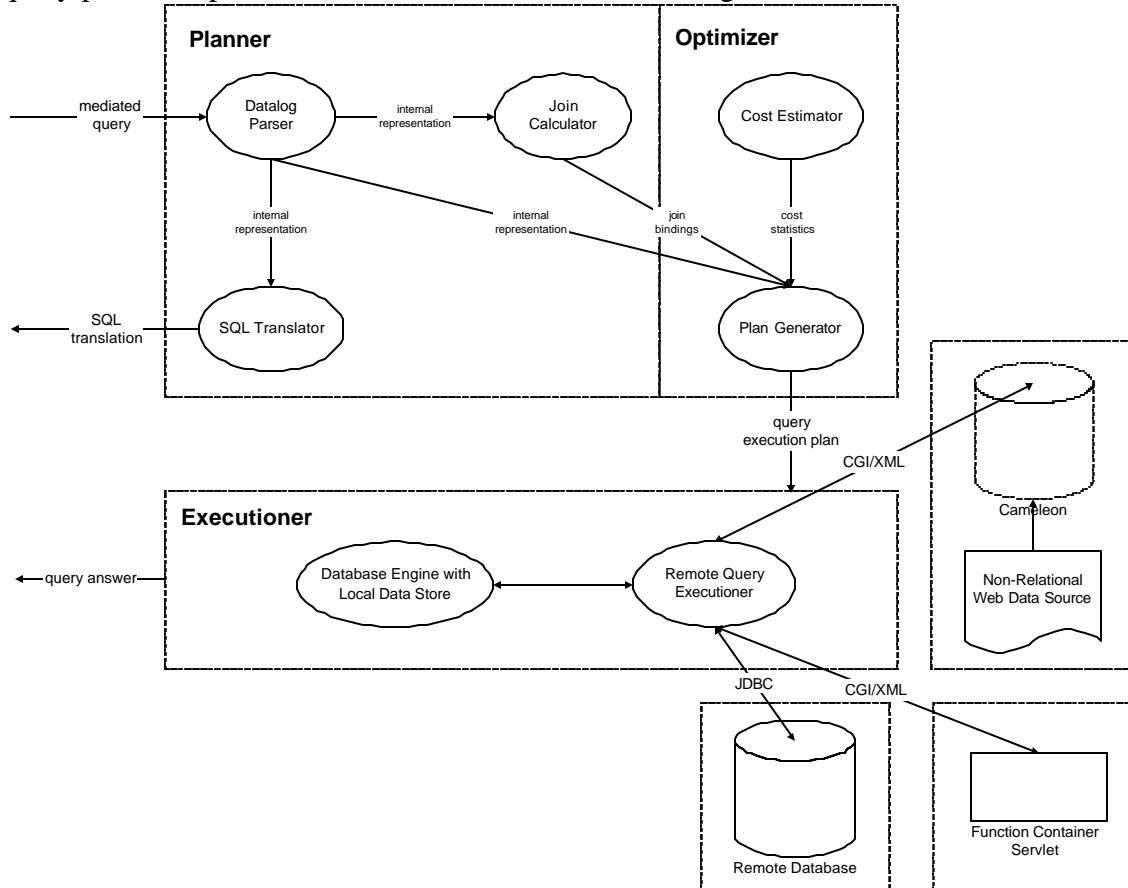 Planner
Optimizer
mediated
query
Datalog
Parser
internal
representation
Join
Calculator
Cost Estimator
internal
representation
internal
representation
join
bindings
cost
statistics
SQL
translation
SQL Translator
Plan Generator
query
execution plan
CGI/XML
Cameleon
Executioner
query answer
Database Engine with
Local Data Store
Remote Query
Executioner
Non-Relational
Web Data Source
JDBC
CGI/XML
Remote Database
Function Container
Servlet